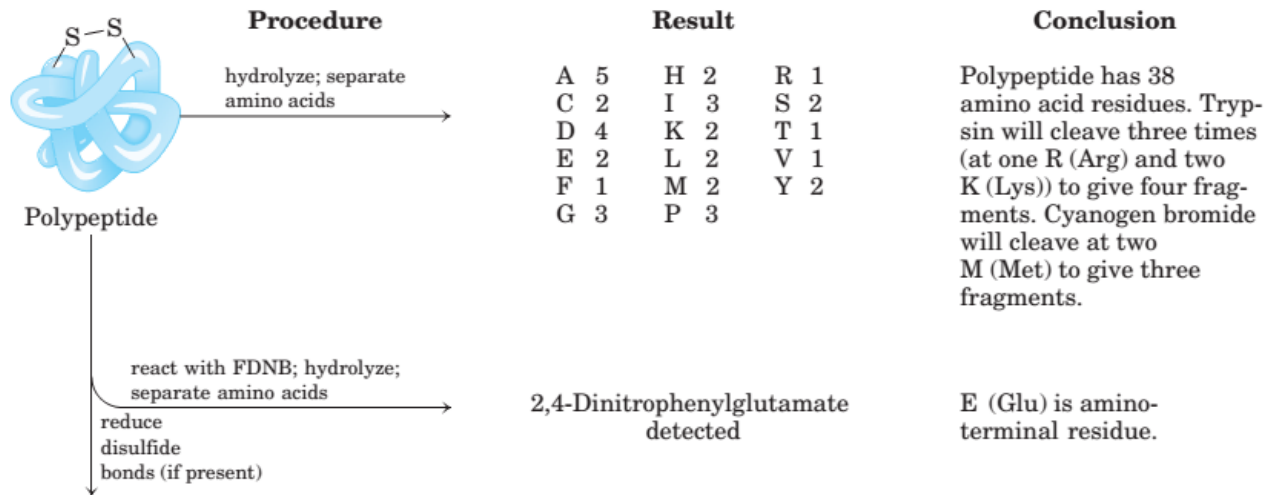 Procedure
Result
Conclusion
S–S
Polypeptide
hydrolyze; separate
amino acids
A 5 H 2 R 1
C 2 I 3 S 2
D 4 K 2 T 1
E 2 L 2 V 1
F 1 M 2 Y 2
G 3 P 3
Polypeptide has 38
amino acid residues. Tryp-
sin will cleave three times
(at one R (Arg) and two
K (Lys)) to give four frag-
ments. Cyanogen bromide
will cleave at two
M (Met) to give three
fragments.
react with FDNB; hydrolyze;
separate amino acids
2,4-Dinitrophenylglutamate
detected
E (Glu) is amino-
terminal residue.
reduce
disulfide
bonds (if present)